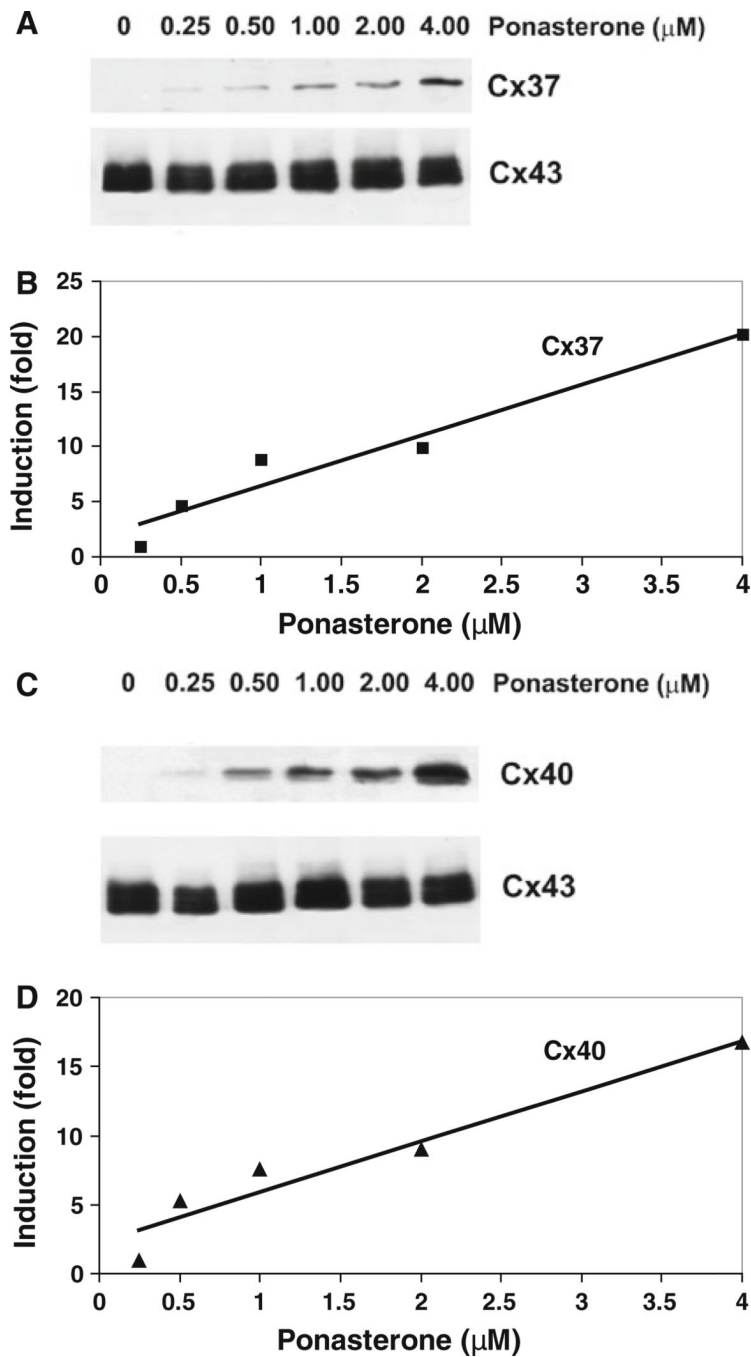 A 0 0.25 0.50 1.00 2.00 4.00 Ponasterone (μM)
Cx37
Cx43
B
25
20
15
10
5
0
Induction (fold)
Cx37
0 0.5 1 1.5 2 2.5 3 3.5 4
Ponasterone (μM)
C 0 0.25 0.50 1.00 2.00 4.00 Ponasterone (μM)
Cx40
Cx43
D
20
15
10
5
0
Induction (fold)
Cx40
0 0.5 1 1.5 2 2.5 3 3.5 4
Ponasterone (μM)